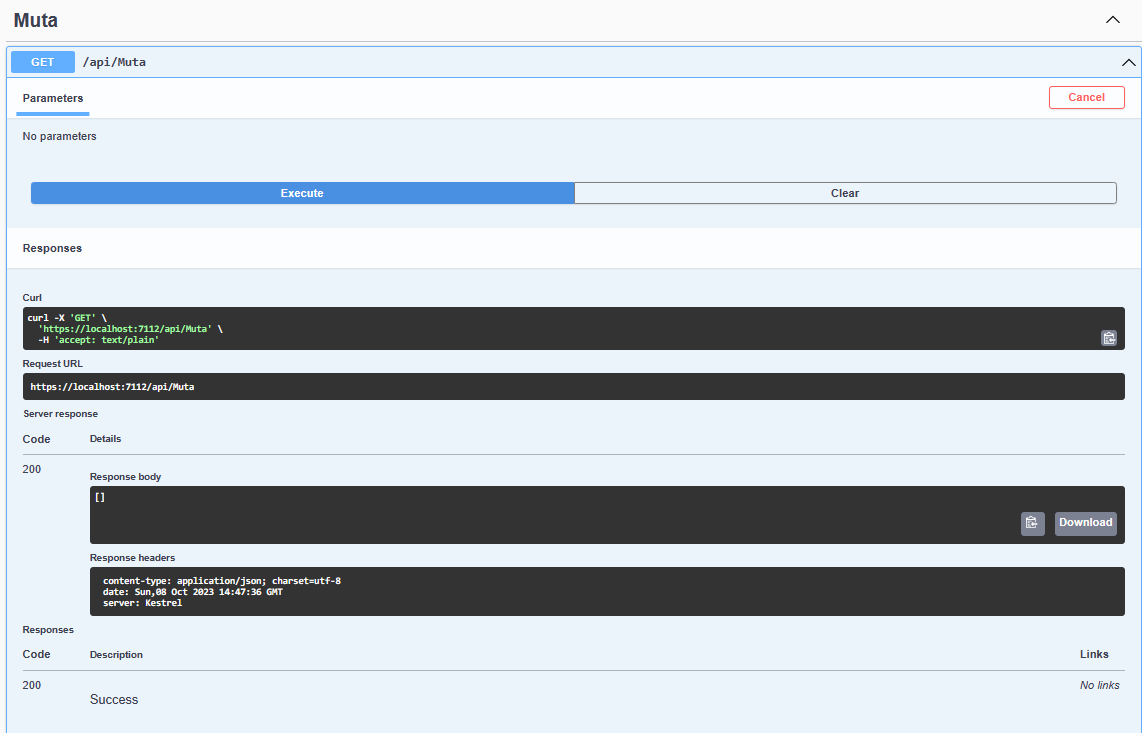 Muta
GET /api/Muta
Parameters
Cancel
No parameters
Execute
Clear
Responses
Curl
curl -X 'GET' \
'https://localhost:7112/api/Muta' \
-H 'accept: text/plain'
Request URL
https://localhost:7112/api/Muta
Server response
Code Details
200
Response body
[]
Download
Response headers
content-type: application/json; charset=utf-8
date: Sun,08 Oct 2023 14:47:36 GMT
server: Kestrel
Responses
Code Description Links
200 No links
Success